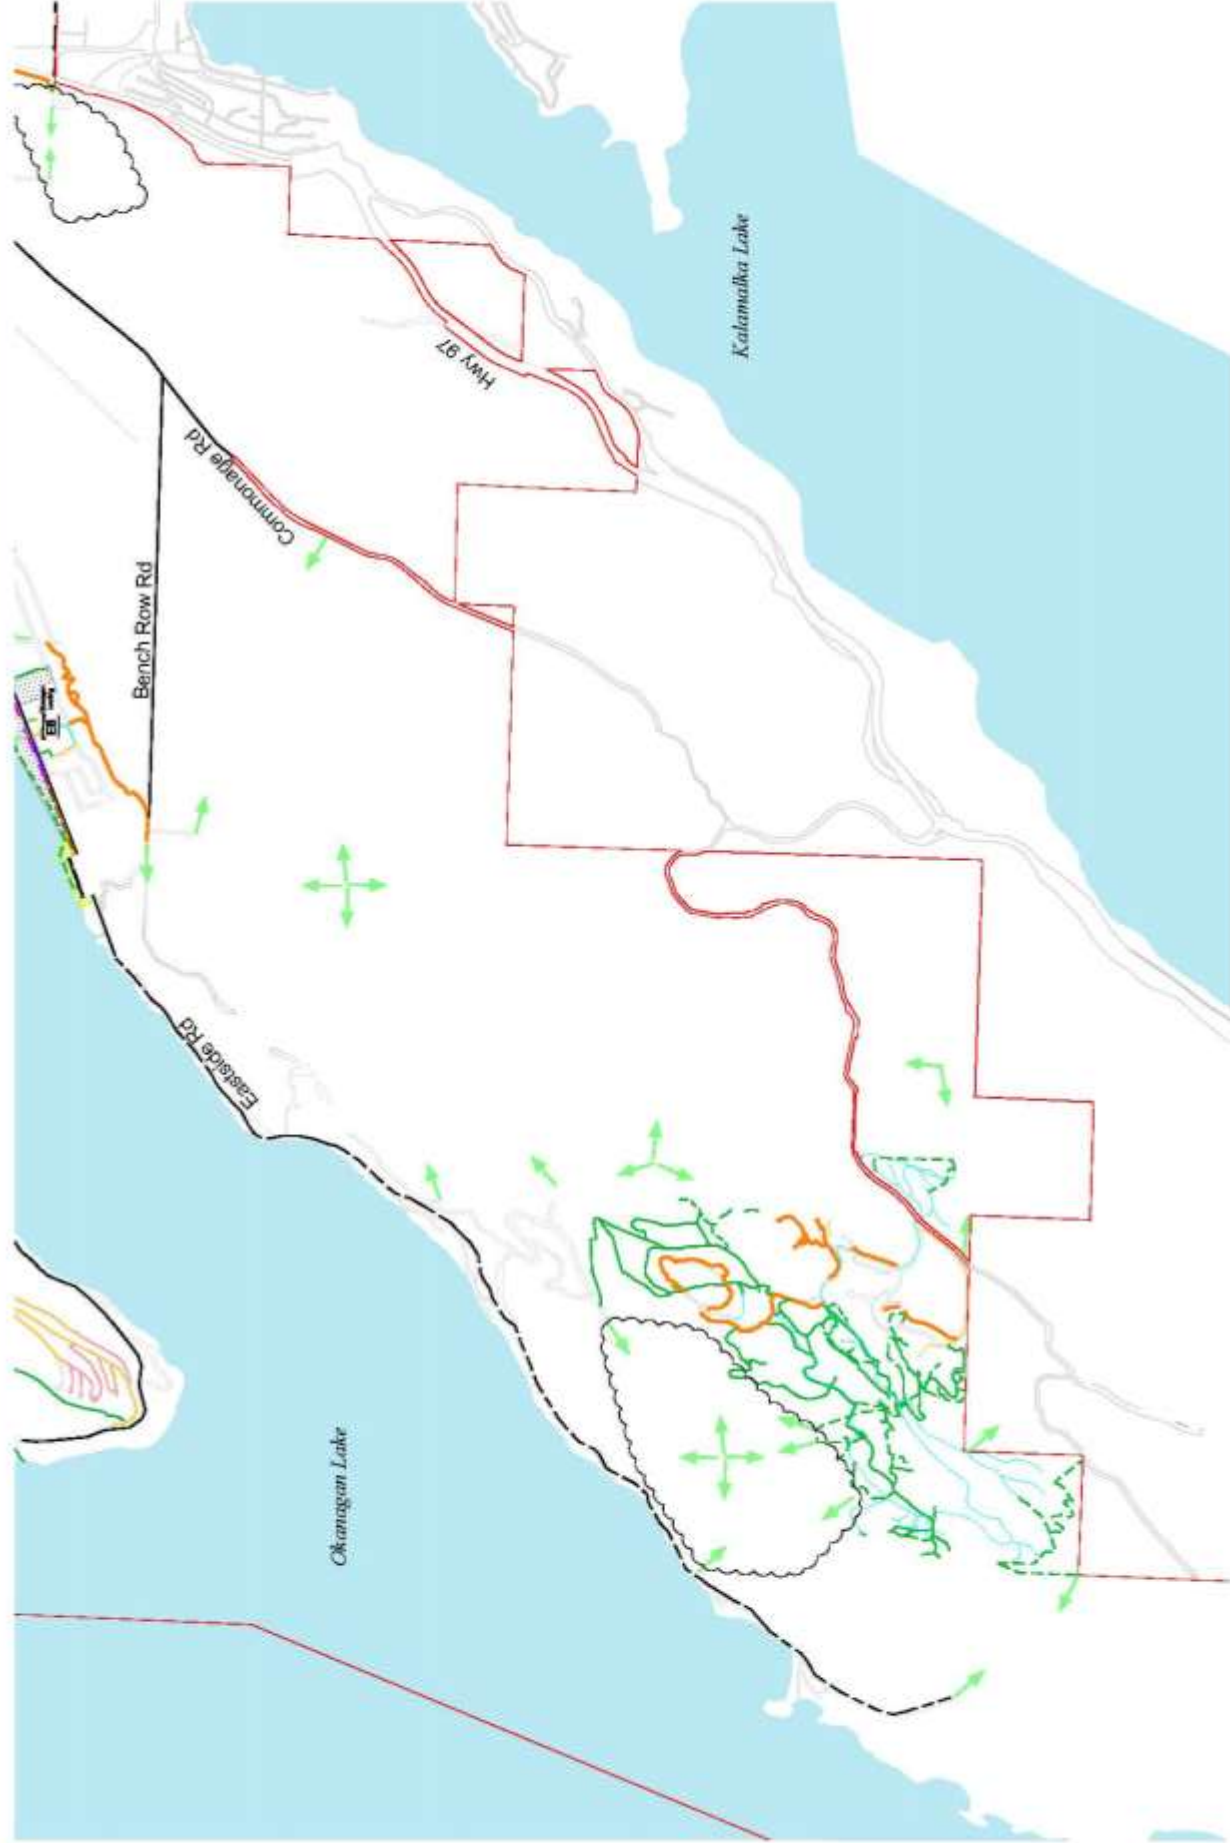 Kalamalka Lake
Hwy 97
Commonage Rd
Bench Row Rd
Eastside Rd
Okanagan Lake